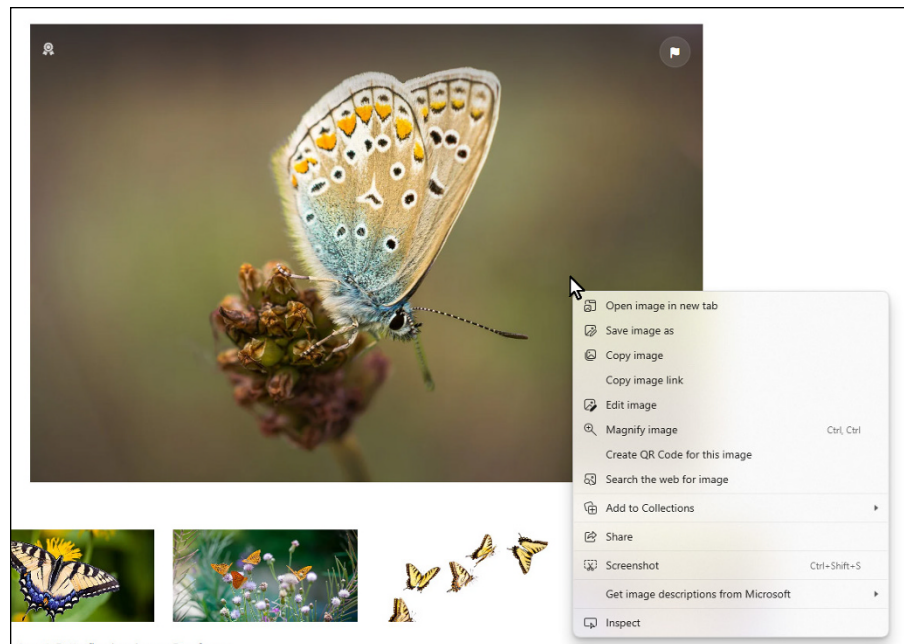 Open image in new tab
Save image as
Copy image
Copy image link
Edit image
Magnify image Ctrl, Ctrl
Create QR Code for this image
Search the web for image
Add to Collections
Share
Screenshot Ctrl+Shift+S
Get image descriptions from Microsoft
Inspect